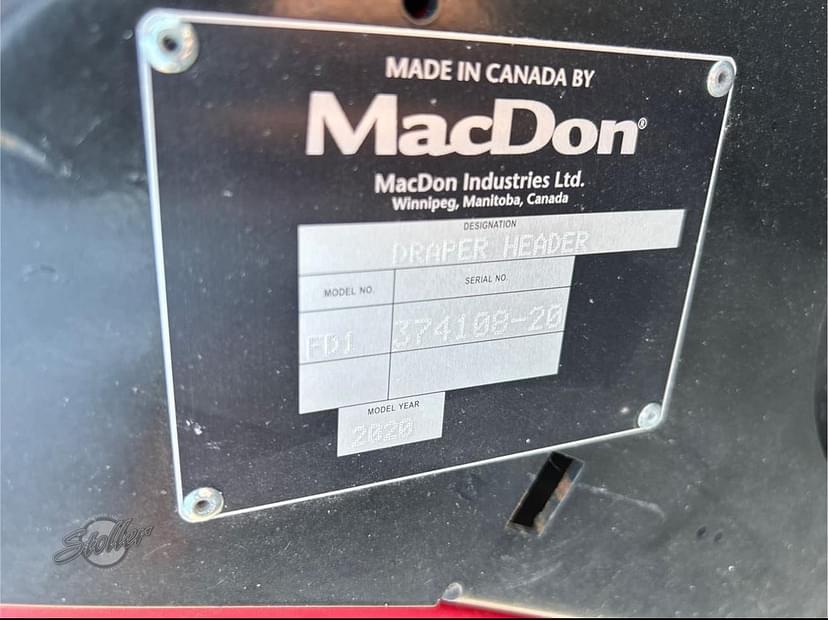 MADE IN CANADA BY
MacDon®
MacDon Industries Ltd.
Winnipeg, Manitoba, Canada
DESIGNATION
DRAPER HEADER
MODEL NO. SERIAL NO.
FD1 374108-20
MODEL YEAR
2020
Stoller